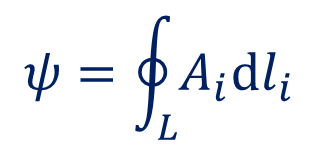 ψ = ∮_L A_i dl_i